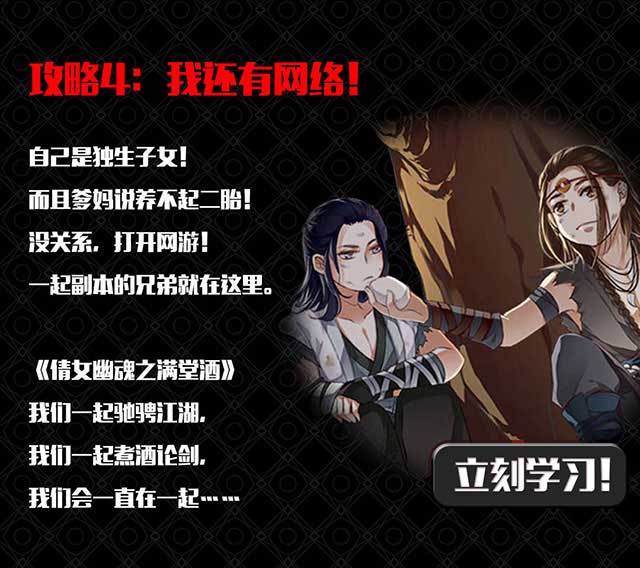 攻略4：我还有网络！
自己是独生子女！
而且爹妈说养不起二胎！
没关系，打开网游！
一起副本的兄弟就在这里。
《倩女幽魂之满堂酒》
我们一起驰骋江湖，
我们一起煮酒论剑，
我们会一直在一起……
立刻学习！